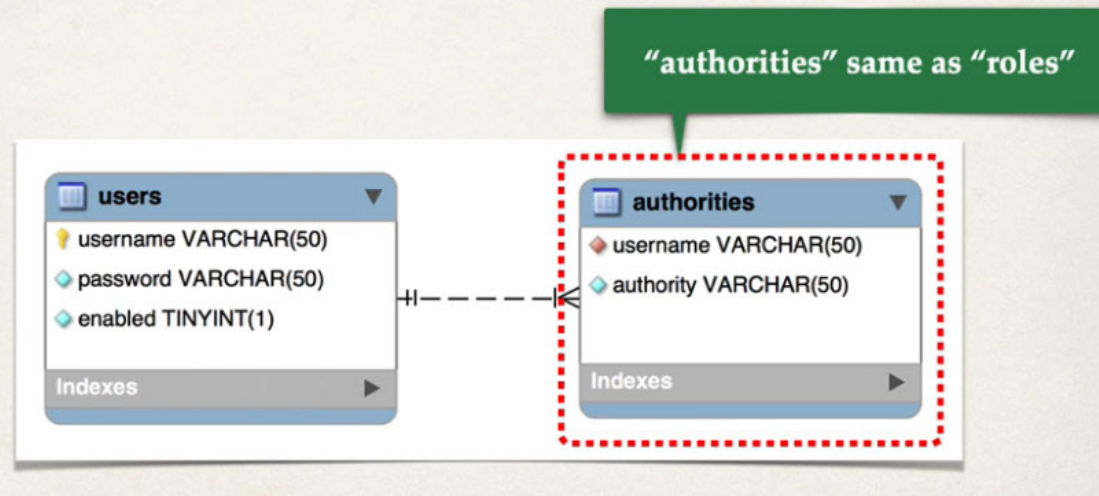 “authorities” same as “roles”
users
username VARCHAR(50)
password VARCHAR(50)
enabled TINYINT(1)
Indexes
authorities
username VARCHAR(50)
authority VARCHAR(50)
Indexes